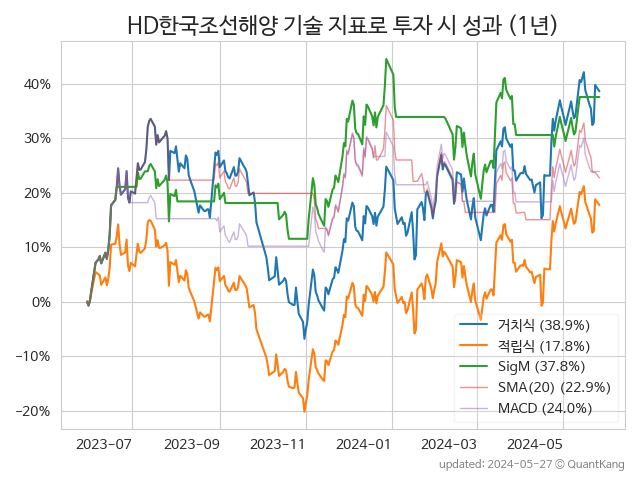 HD한국조선해양 기술 지표로 투자 시 성과 (1년)
40%
30%
20%
10%
0%
−10%
−20%
거치식 (38.9%)
적립식 (17.8%)
SigM (37.8%)
SMA(20) (22.9%)
MACD (24.0%)
2023−07 2023−09 2023−11 2024−01 2024−03 2024−05
updated: 2024-05-27 © QuantKang